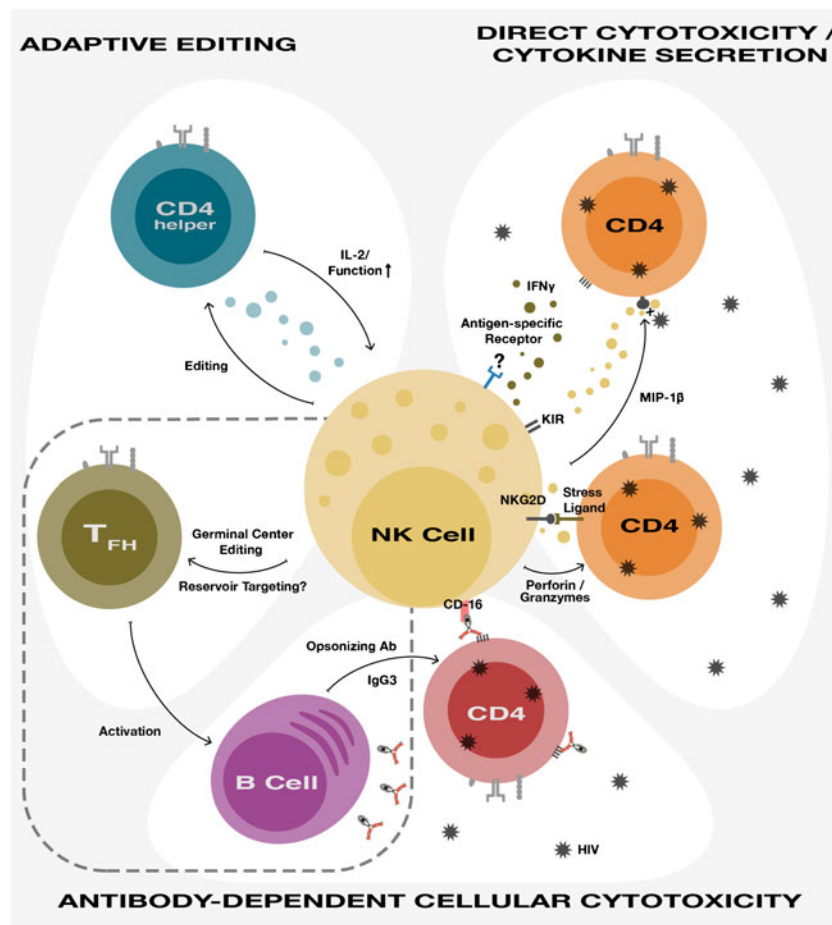 ADAPTIVE EDITING
DIRECT CYTOTOXICITY /
CYTOKINE SECRETION
CD4
helper
IL-2/
Function ↑
Editing
CD4
IFNγ
Antigen-specific
Receptor
?
KIR
+
MIP-1β
NK Cell
NKG2D
Stress
Ligand
CD4
Perforin /
Granzymes
TFH
Germinal Center
Editing
Reservoir Targeting?
CD-16
Opsonizing Ab
IgG3
CD4
Activation
B Cell
HIV
ANTIBODY-DEPENDENT CELLULAR CYTOTOXICITY